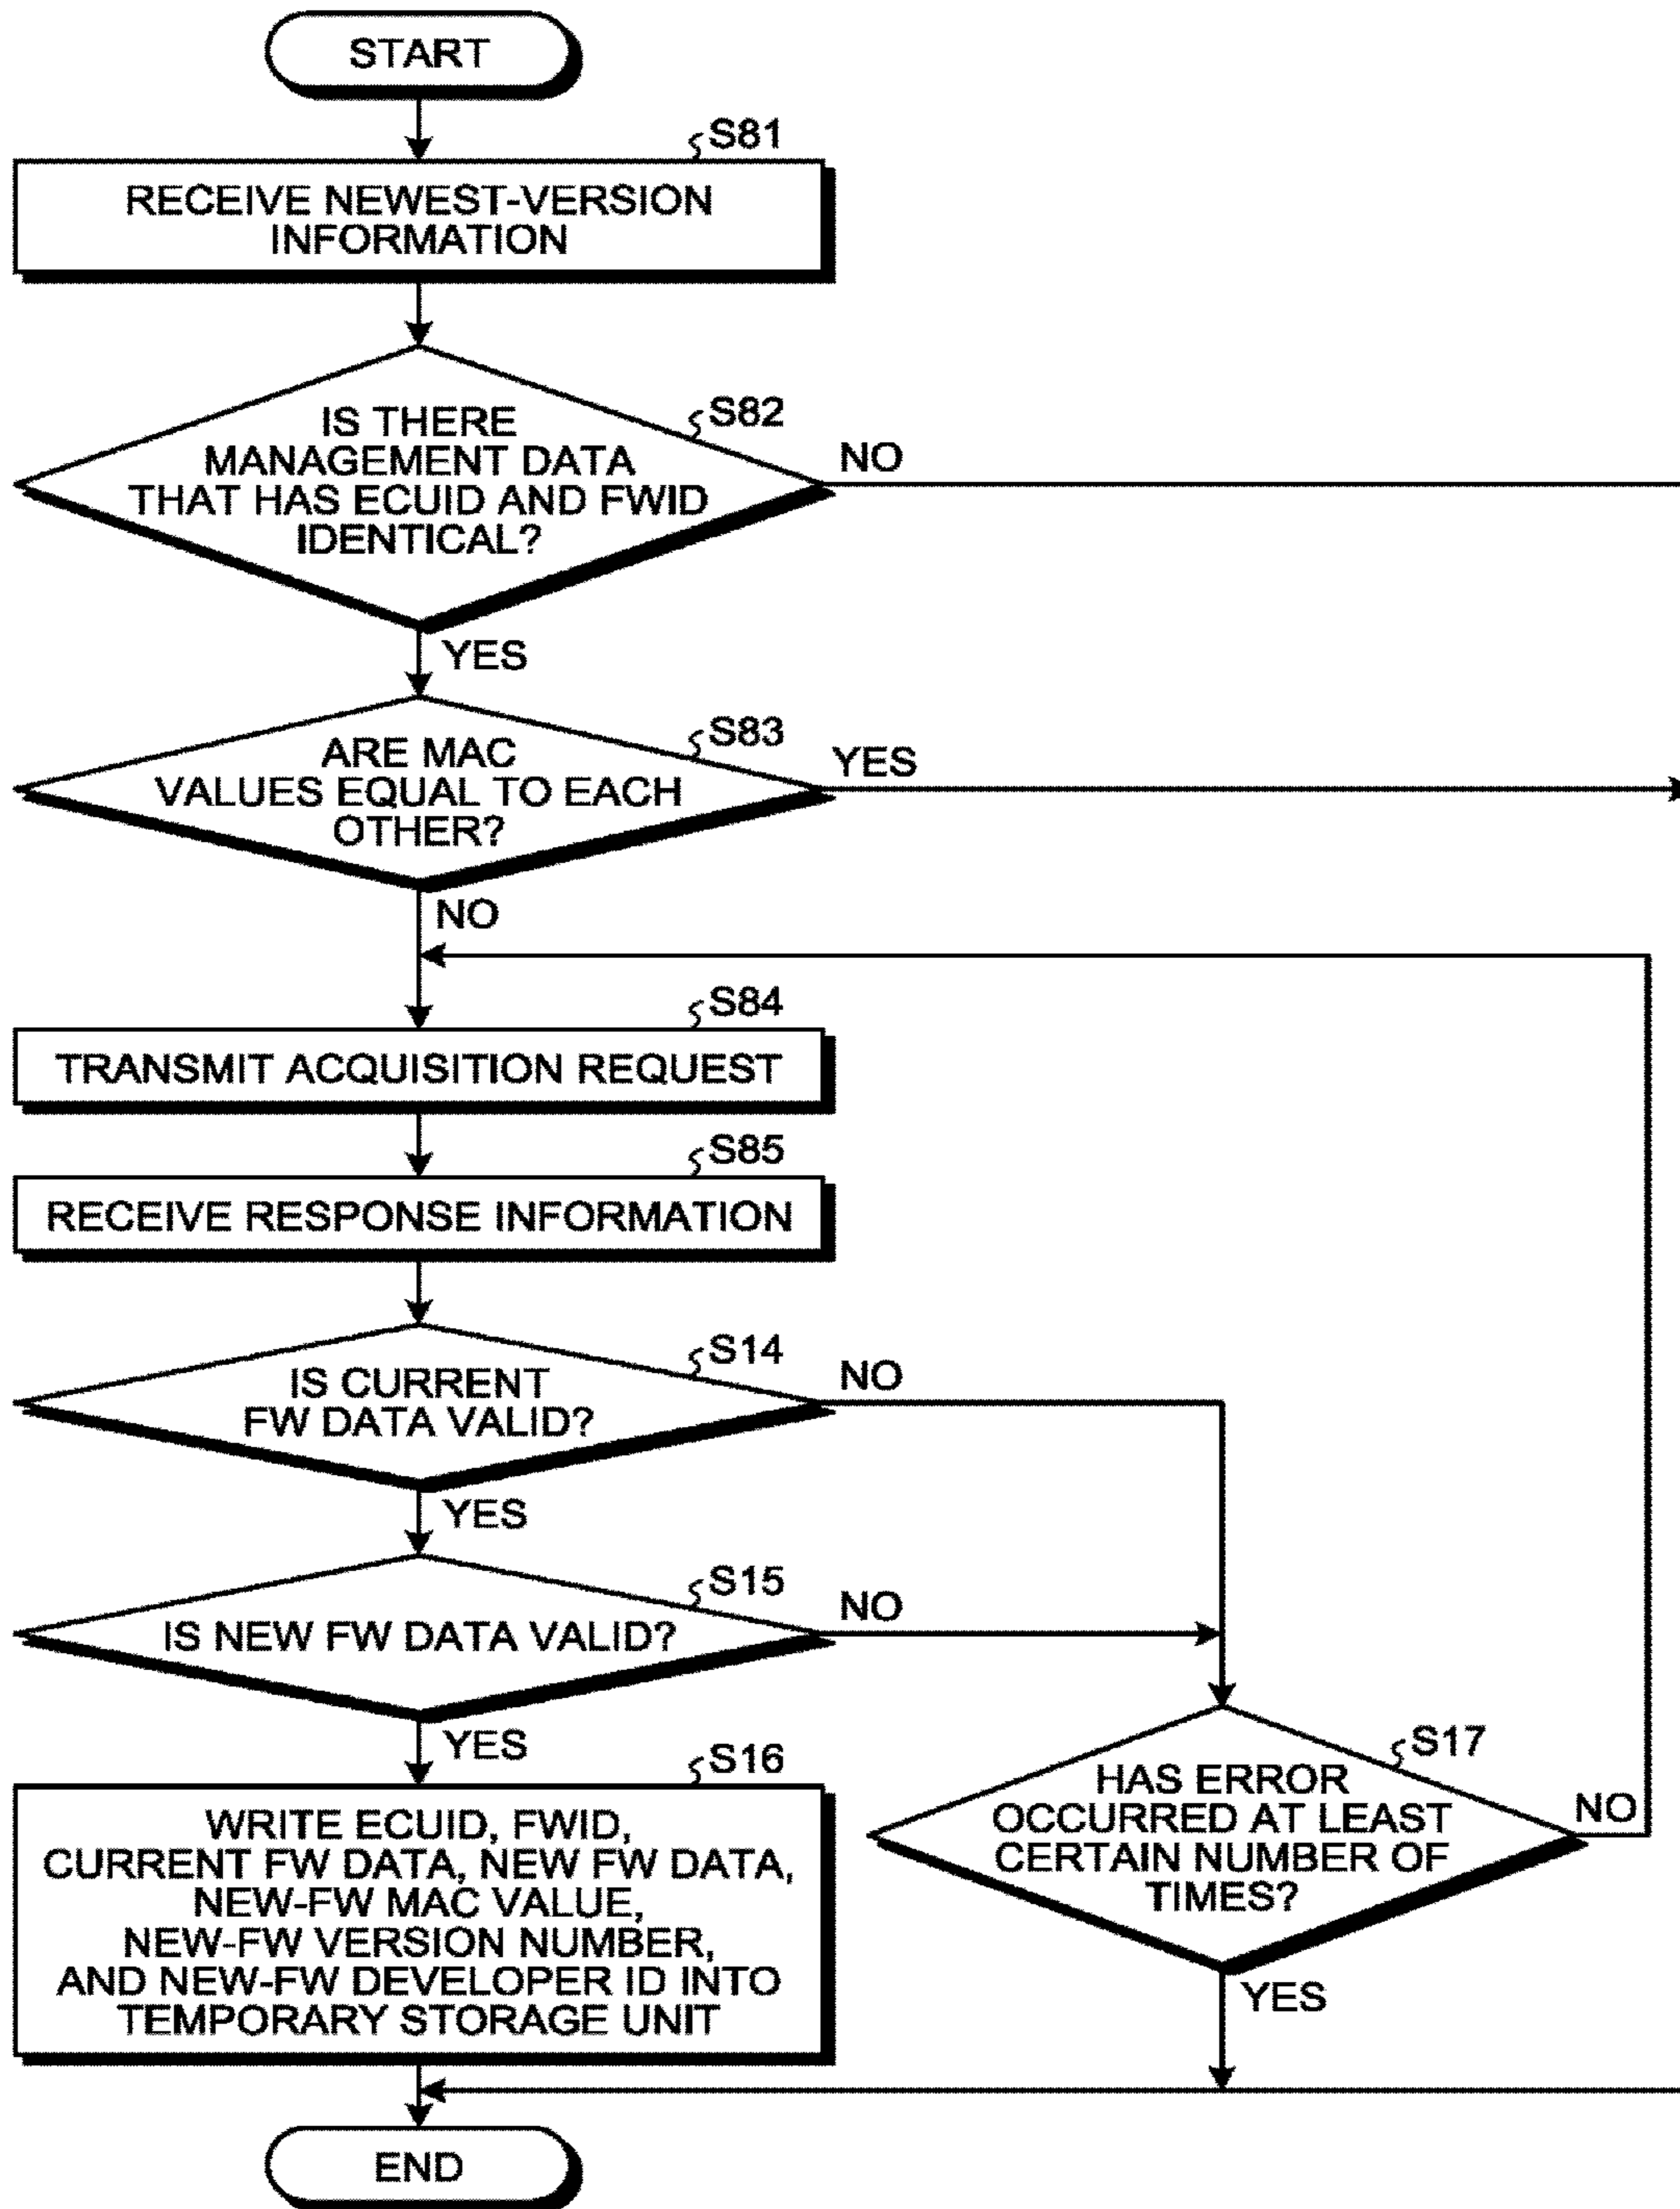 START
S81
RECEIVE NEWEST-VERSION
INFORMATION
S82
IS THERE
MANAGEMENT DATA
THAT HAS ECUID AND FWID
IDENTICAL?
NO
YES
S83
ARE MAC
VALUES EQUAL TO EACH
OTHER?
YES
NO
S84
TRANSMIT ACQUISITION REQUEST
S85
RECEIVE RESPONSE INFORMATION
S14
IS CURRENT
FW DATA VALID?
NO
YES
S15
IS NEW FW DATA VALID?
NO
YES
S16
WRITE ECUID, FWID,
CURRENT FW DATA, NEW FW DATA,
NEW-FW MAC VALUE,
NEW-FW VERSION NUMBER,
AND NEW-FW DEVELOPER ID INTO
TEMPORARY STORAGE UNIT
S17
HAS ERROR
OCCURRED AT LEAST
CERTAIN NUMBER OF
TIMES?
NO
YES
END